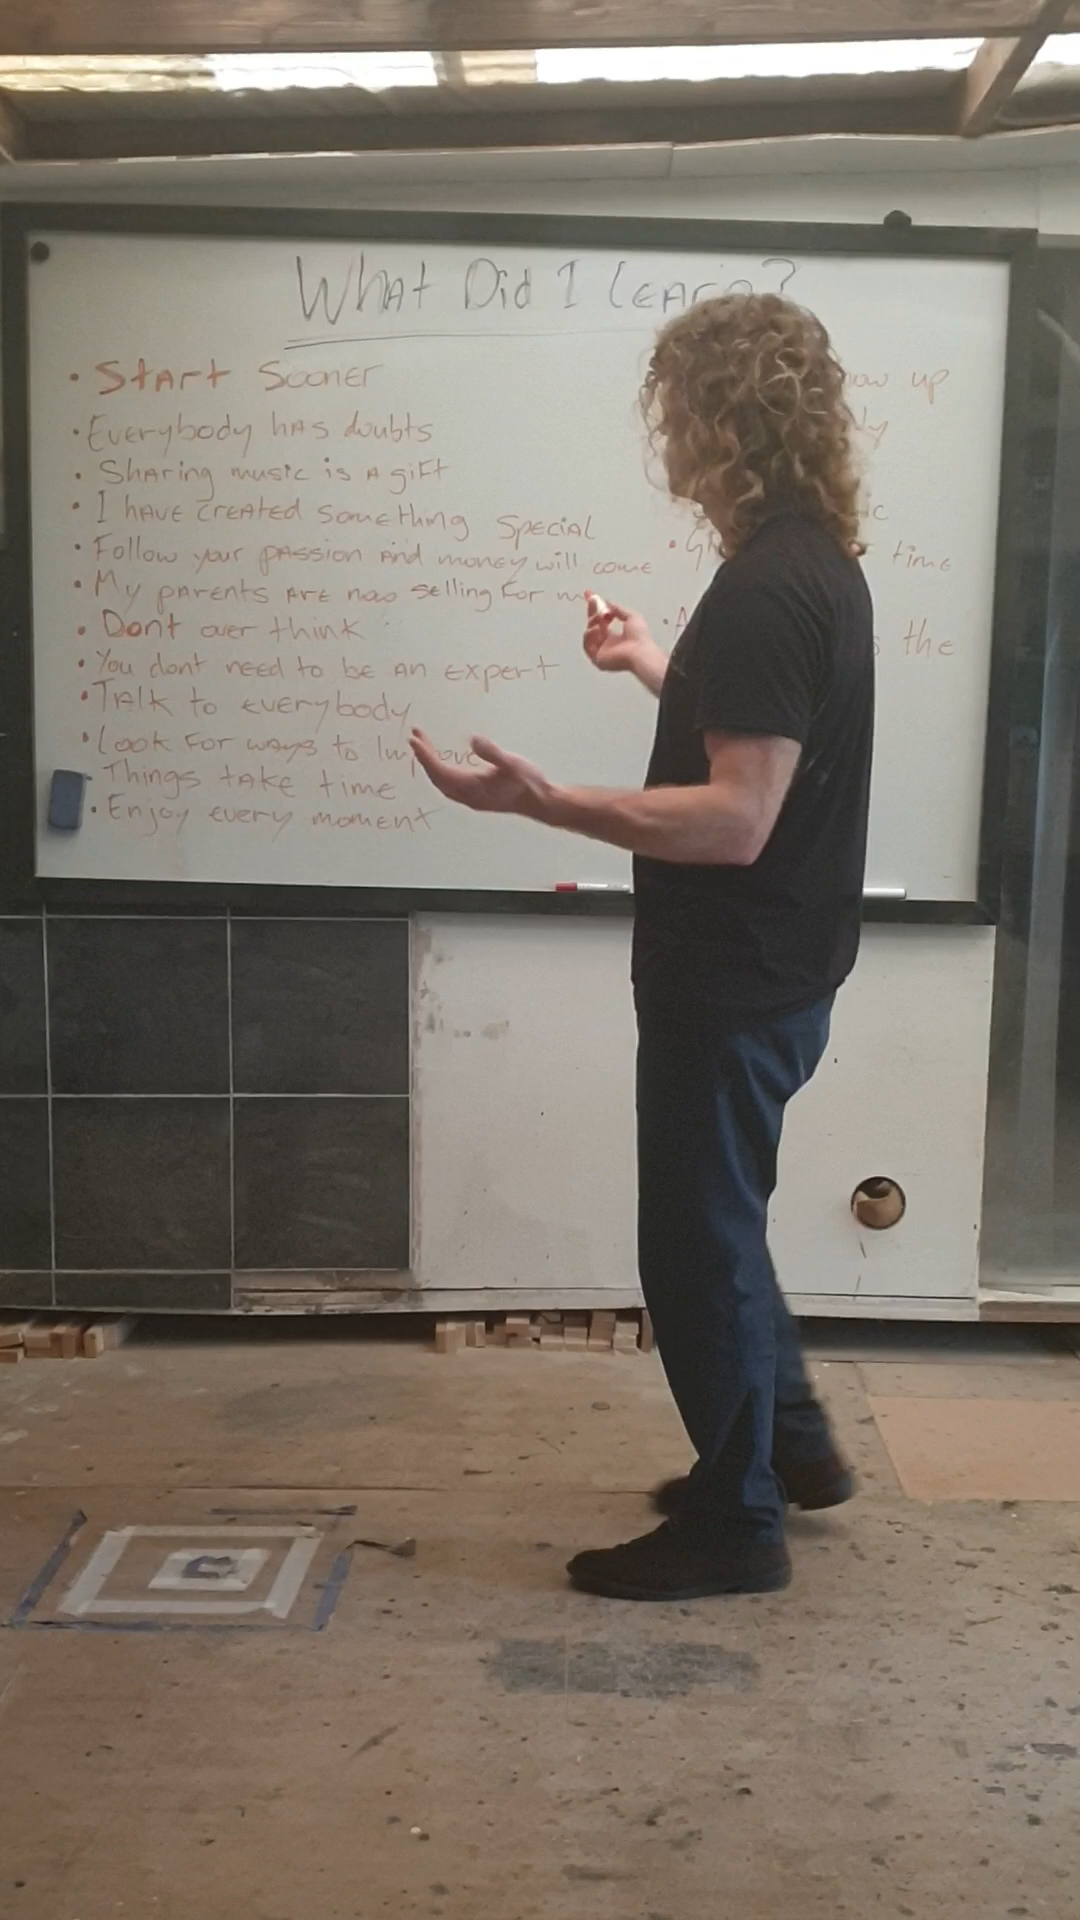 What Did I Learn?
• Start Sooner
• Everybody has doubts
• Sharing music is a gift
• I have created something special
• Follow your passion and money will come
• My parents are now selling for
• Dont over think
• You dont need to be an expert
• Talk to everybody
• Look for ways to Improve
Things take time
• Enjoy every moment
up
time
the